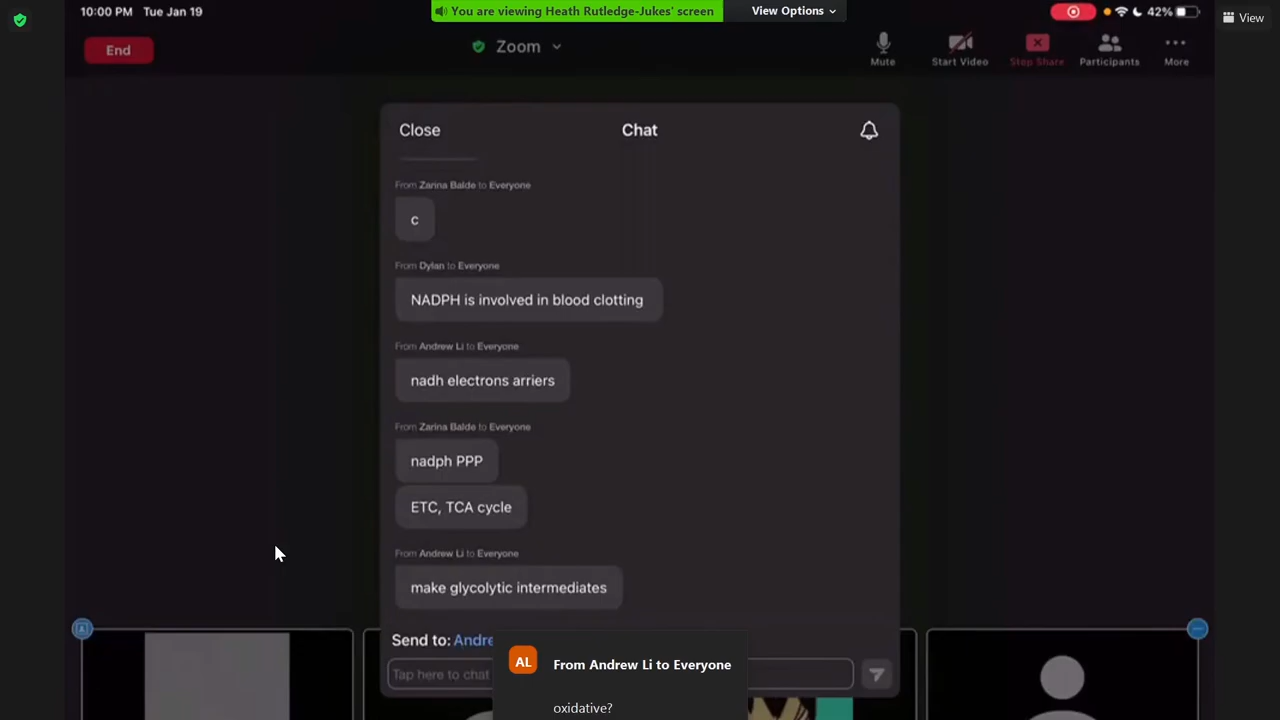 10:00 PM Tue Jan 19
You are viewing Heath Rutledge-Jukes' screen
View Options
42%
View
End
Zoom
Mute
Start Video
Stop Share
Participants
More
Close
Chat
From Zarina Balde to Everyone
c
From Dylan to Everyone
NADPH is involved in blood clotting
From Andrew Li to Everyone
nadh electrons arriers
From Zarina Balde to Everyone
nadph PPP
ETC, TCA cycle
From Andrew Li to Everyone
make glycolytic intermediates
Send to: Andre
Tap here to chat
AL
From Andrew Li to Everyone
oxidative?